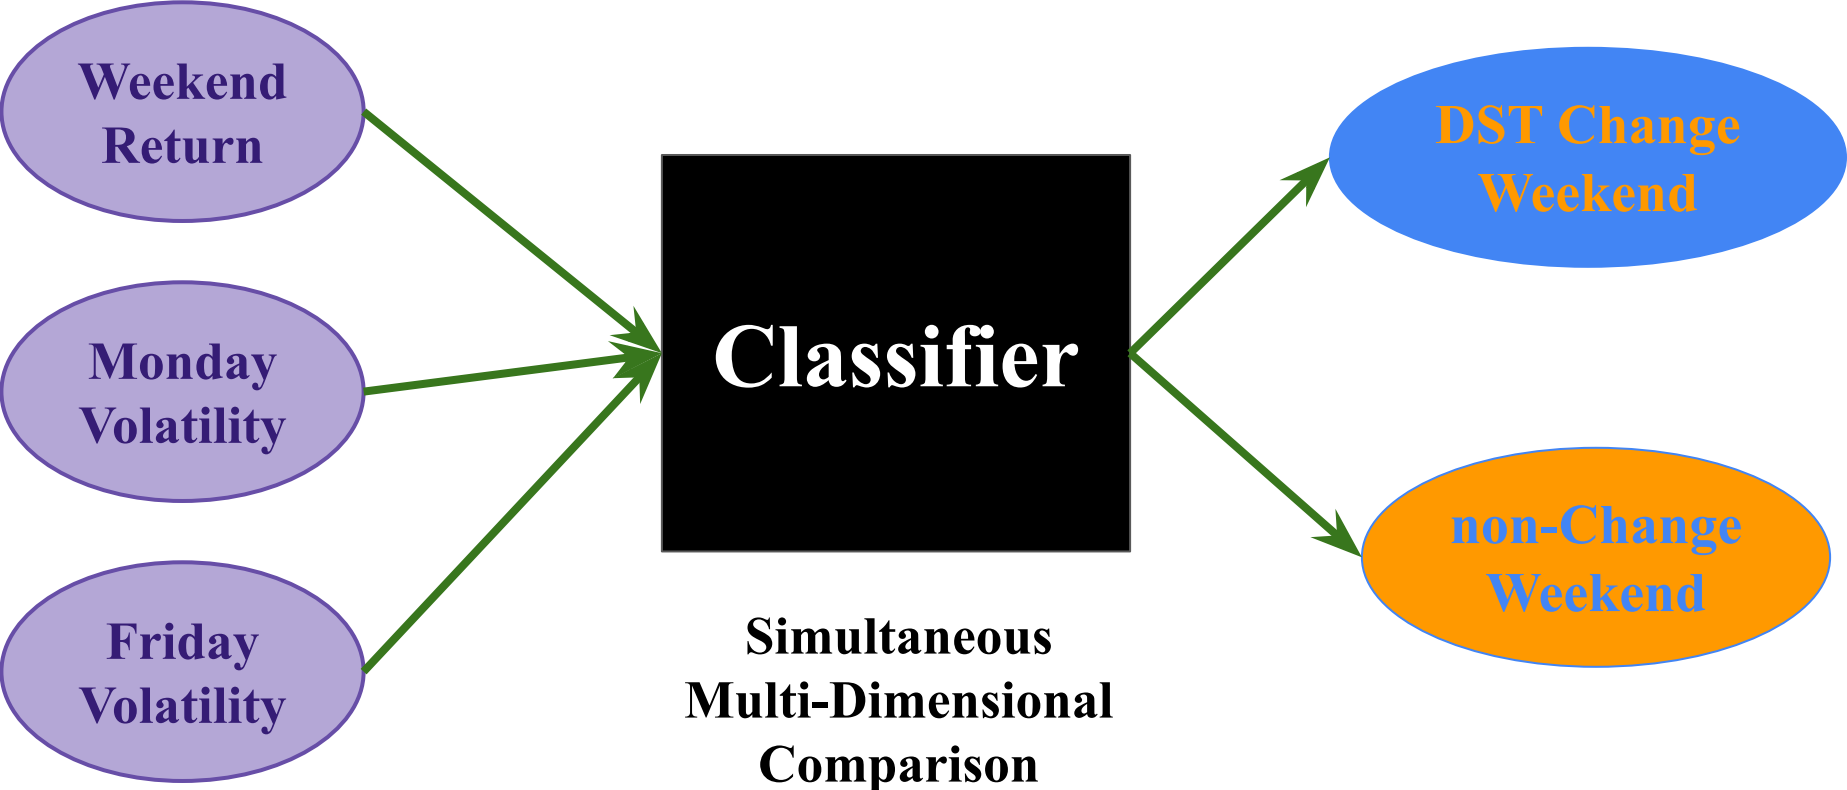 Weekend
Return
Monday
Volatility
Friday
Volatility
Classifier
Simultaneous
Multi-Dimensional
Comparison
DST Change
Weekend
non-Change
Weekend